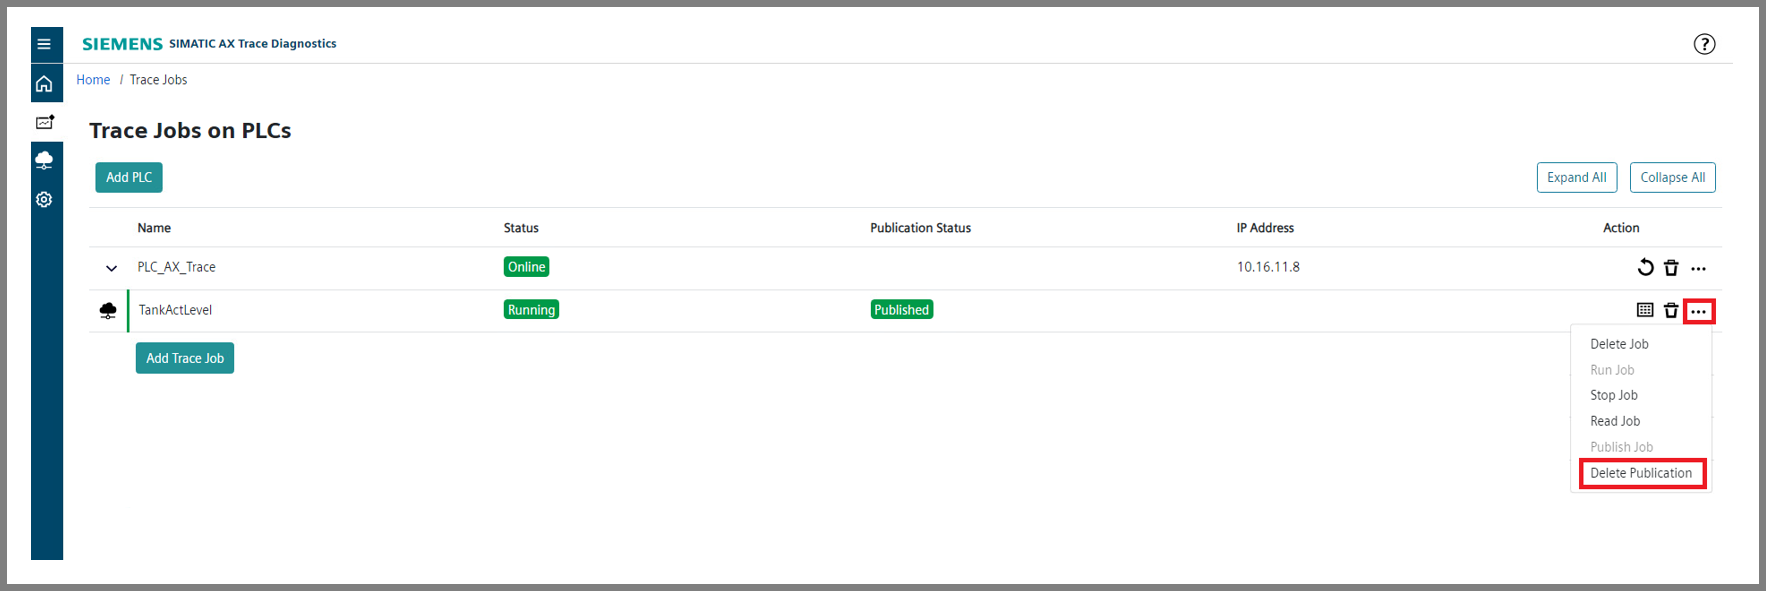 SIEMENS SIMATIC AX Trace Diagnostics
?
Home / Trace Jobs
Trace Jobs on PLCs
Add PLC
Expand All
Collapse All
Name Status Publication Status IP Address Action
PLC_AX_Trace Online 10.16.11.8
TankActLevel Running Published
Add Trace Job
Delete Job
Run Job
Stop Job
Read Job
Publish Job
Delete Publication